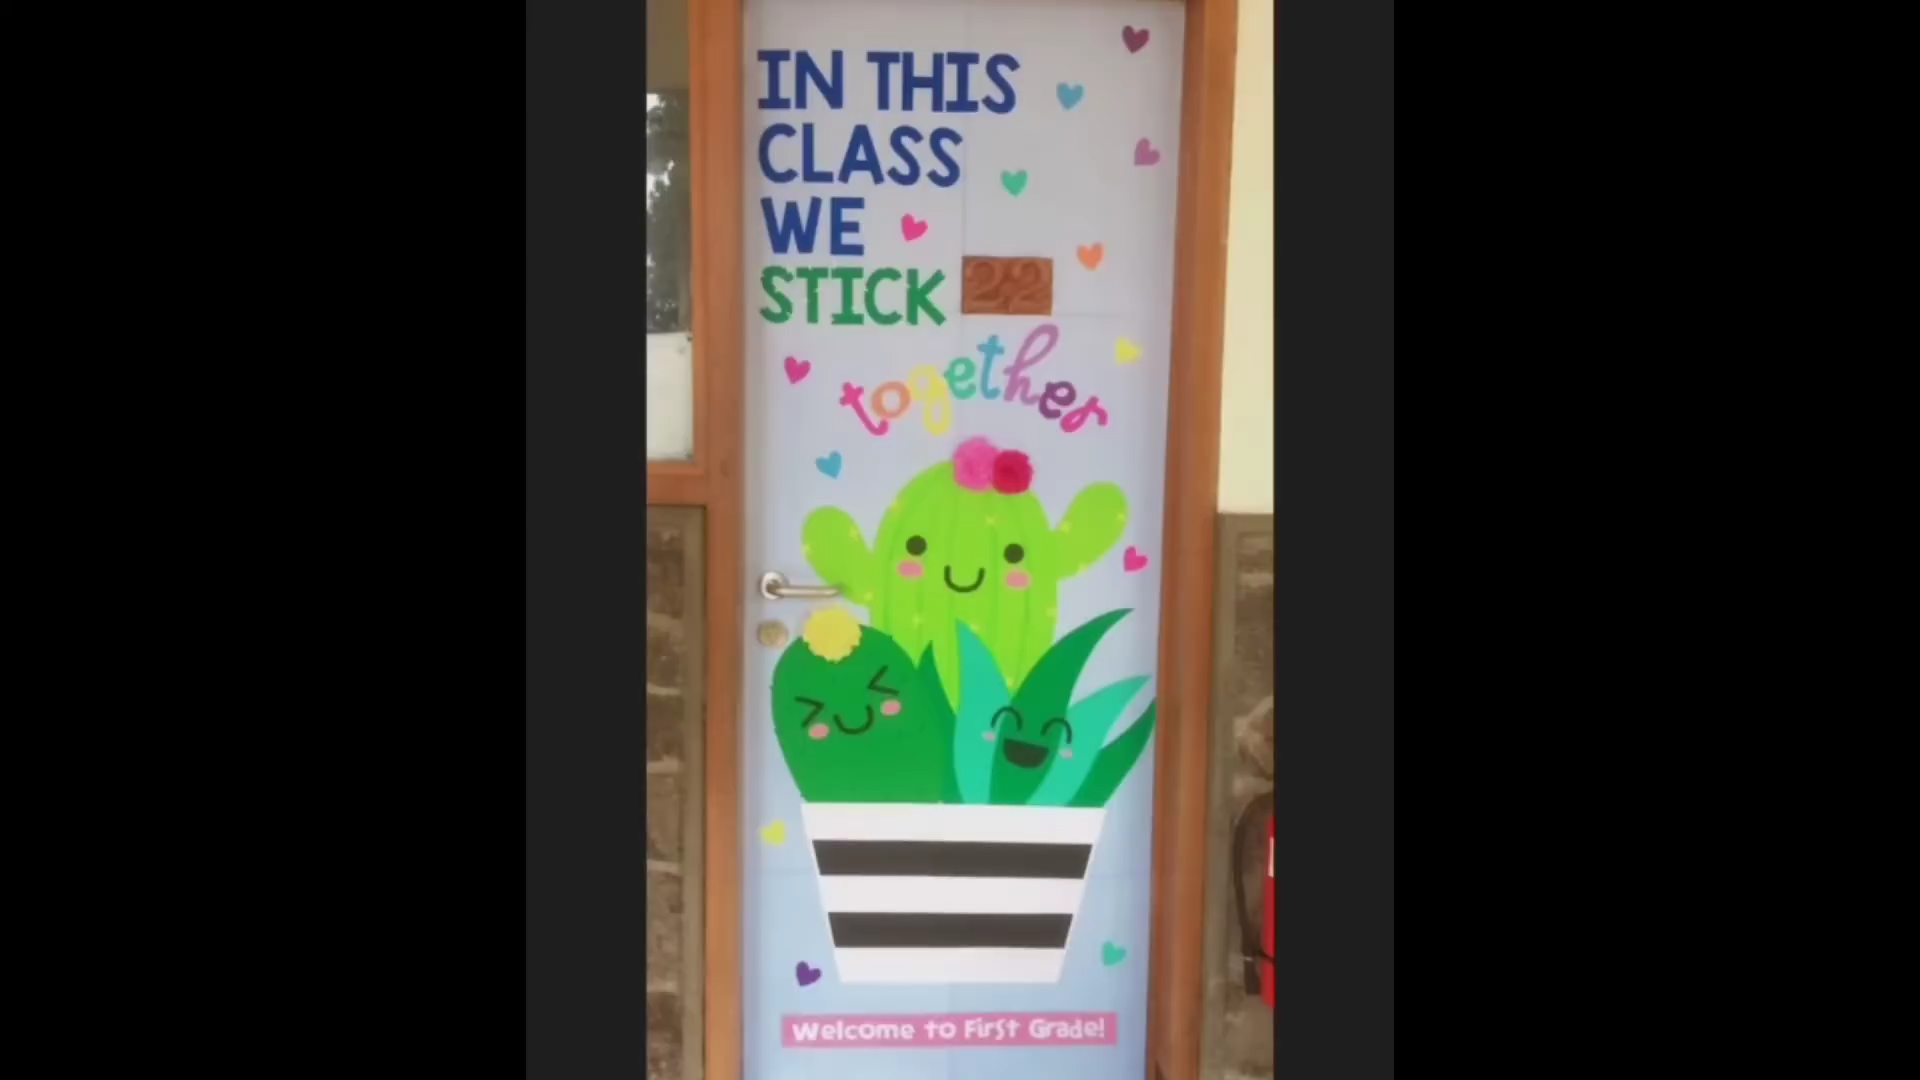 IN THIS
CLASS
WE
STICK
22
together
Welcome to First Grade!